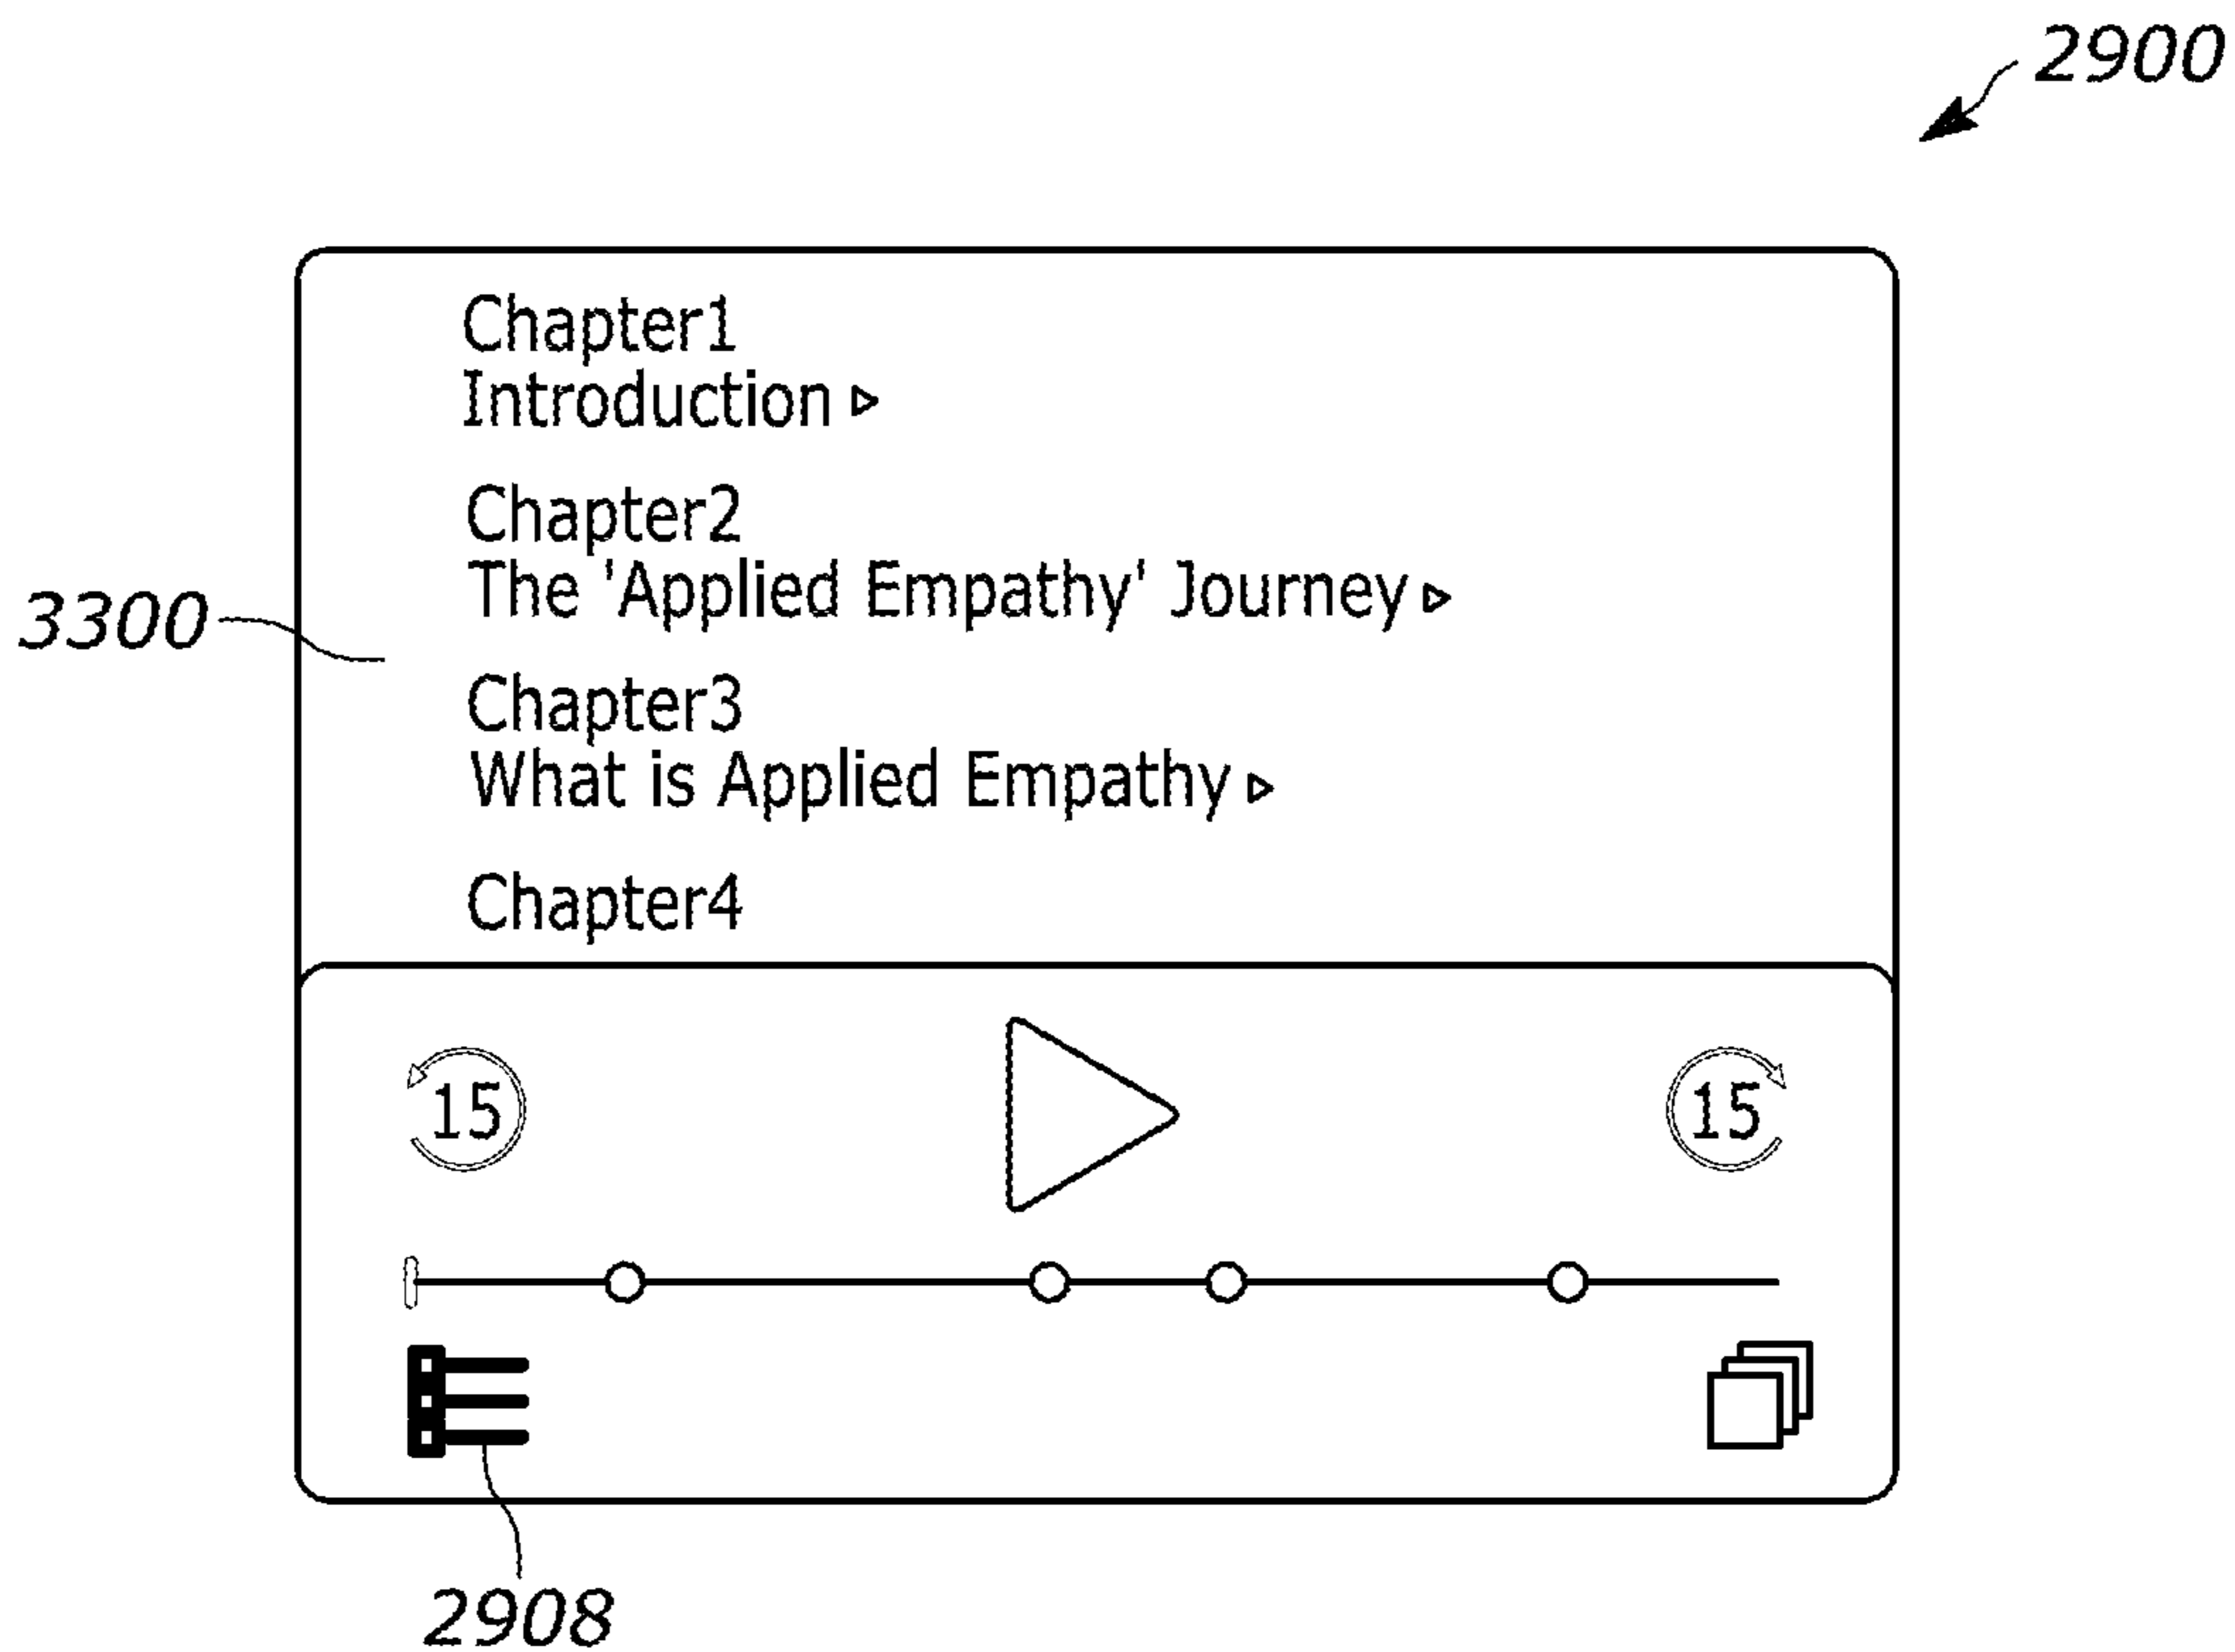 2900
Chapter1
Introduction
Chapter2
The 'Applied Empathy' Journey
3300
Chapter3
What is Applied Empathy
Chapter4
15 15
2908